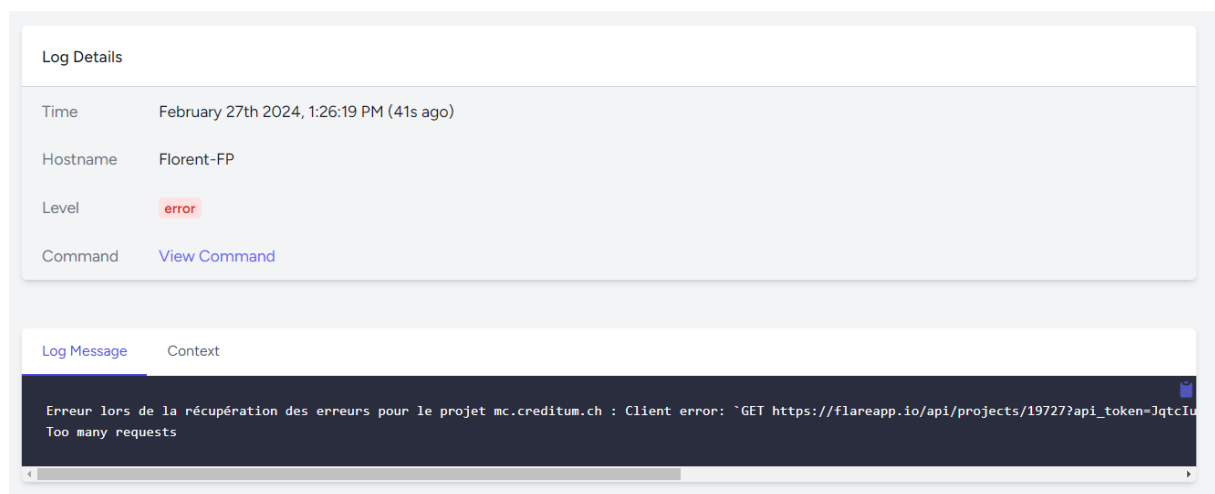 Log Details
Time February 27th 2024, 1:26:19 PM (41s ago)
Hostname Florent-FP
Level error
Command View Command
Log Message Context
Erreur lors de la récupération des erreurs pour le projet mc.creditum.ch : Client error: `GET https://flareapp.io/api/projects/19727?api_token=JqtcIu
Too many requests